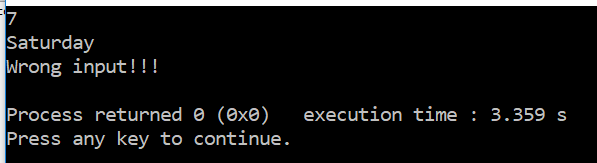 7
Saturday
Wrong input!!!
Process returned 0 (0x0)   execution time : 3.359 s
Press any key to continue.